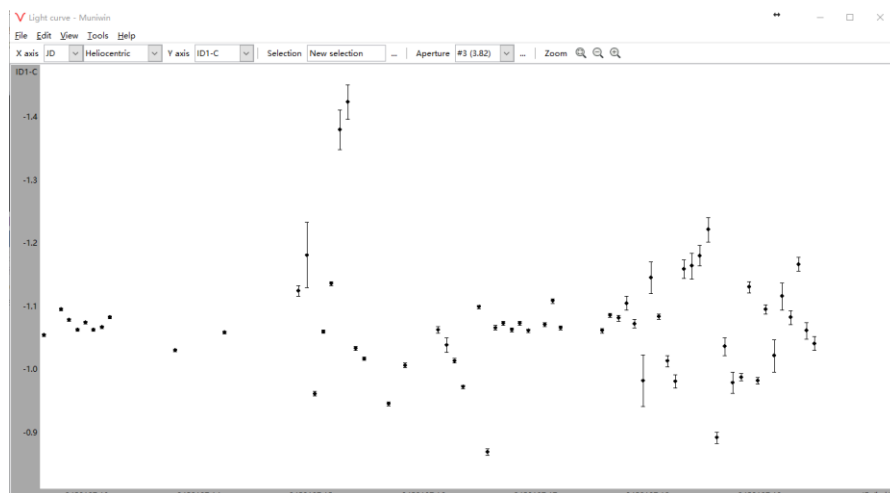 Light curve - Muniwin
File Edit View Tools Help
X axis JD Heliocentric Y axis ID1-C Selection New selection ... Aperture #3 (3.82) ... Zoom
ID1-C
-1.4
-1.3
-1.2
-1.1
-1.0
-0.9